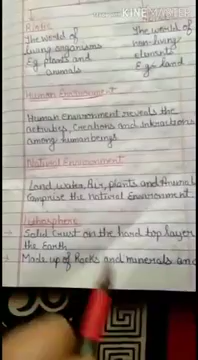 Biotic
The world of
living organisms
Eg plants and
animals
The world of
non-living
elements
Eg: land
Human Environment
Human Environment reveals the
activities, Creations and interactions
among human beings
Natural Environment
Land, water, Air, plants and Animals
Comprise the Natural Environment
Lithosphere
→ Solid Crust on the hard top layer
the Earth
→ Made up of Rocks and minerals and
KINEMASTER